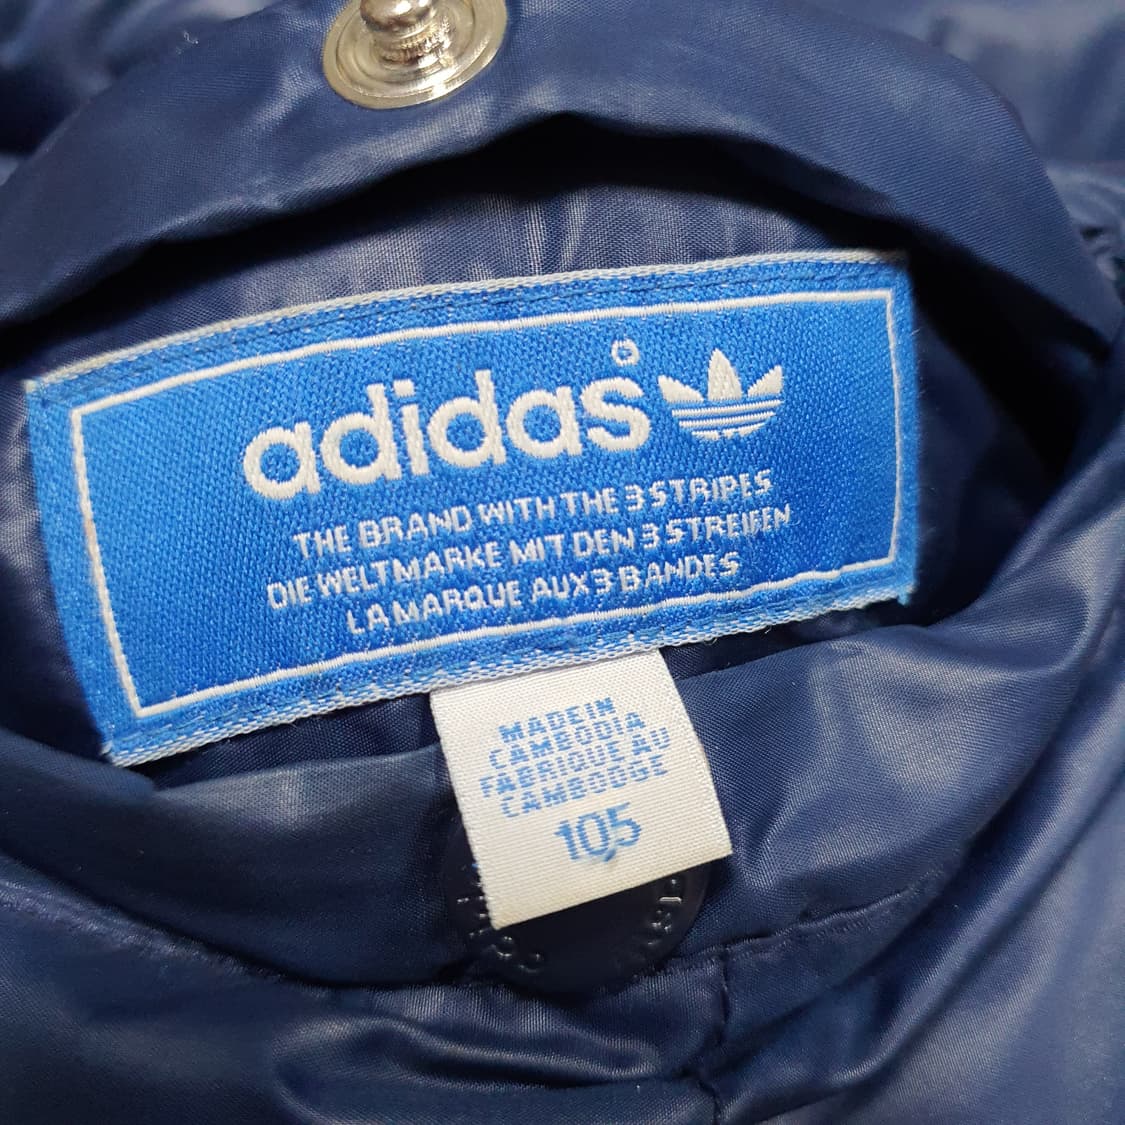 adidas
THE BRAND WITH THE 3 STRIPES
DIE WELTMARKE MIT DEN 3 STREIFEN
LA MARQUE AUX 3 BANDES
MADE IN
CAMBODIA
FABRIQUE AU
CAMBODGE
105